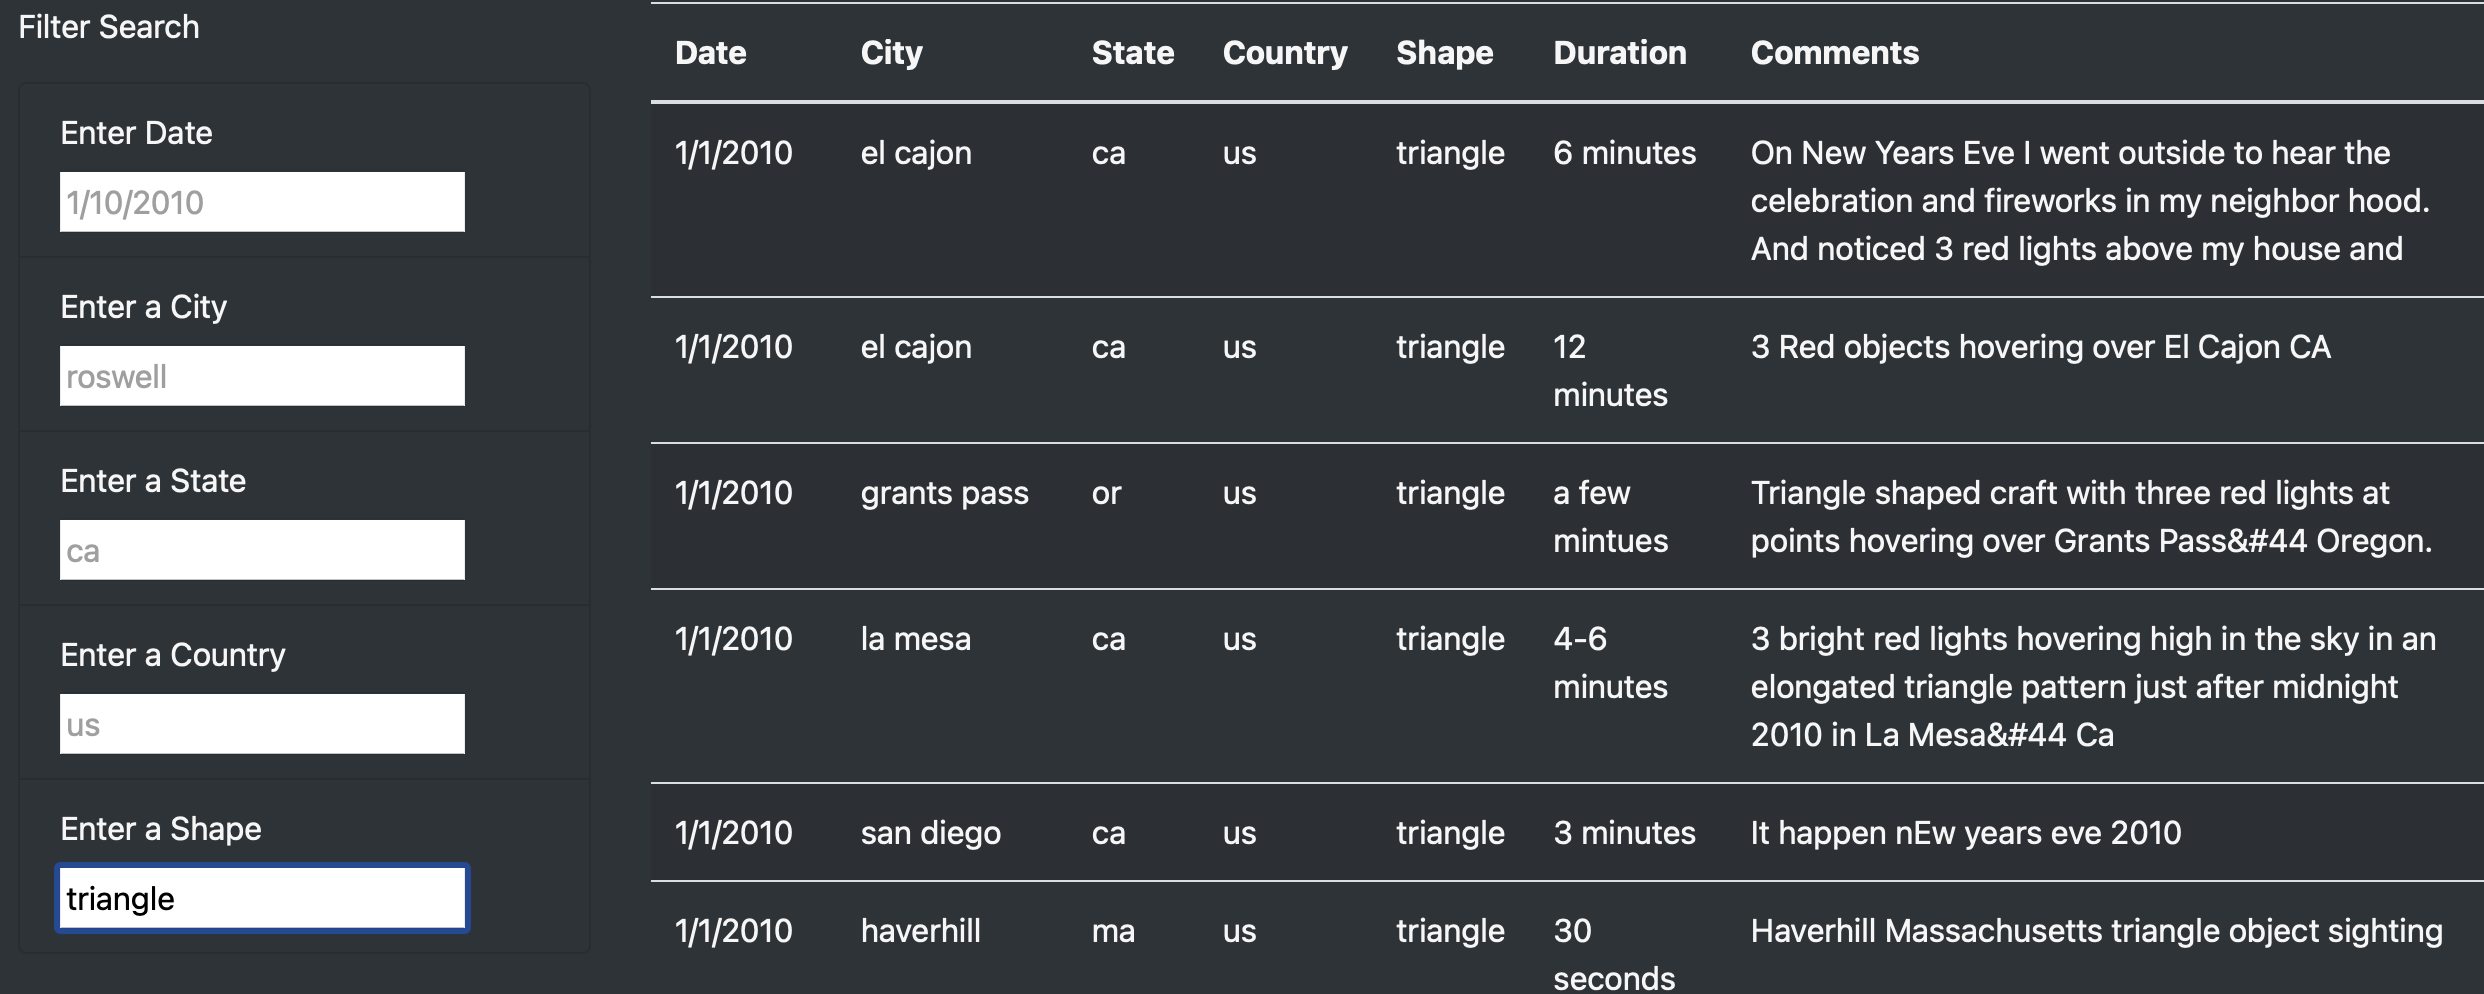 Filter Search
Enter Date
1/10/2010
Enter a City
roswell
Enter a State
ca
Enter a Country
us
Enter a Shape
triangle
Date City State Country Shape Duration Comments
1/1/2010 el cajon ca us triangle 6 minutes On New Years Eve I went outside to hear the
celebration and fireworks in my neighbor hood.
And noticed 3 red lights above my house and
1/1/2010 el cajon ca us triangle 12 3 Red objects hovering over El Cajon CA
minutes
1/1/2010 grants pass or us triangle a few Triangle shaped craft with three red lights at
mintues points hovering over Grants Pass&#44 Oregon.
1/1/2010 la mesa ca us triangle 4-6 3 bright red lights hovering high in the sky in an
minutes elongated triangle pattern just after midnight
2010 in La Mesa&#44 Ca
1/1/2010 san diego ca us triangle 3 minutes It happen nEw years eve 2010
1/1/2010 haverhill ma us triangle 30 Haverhill Massachusetts triangle object sighting
seconds